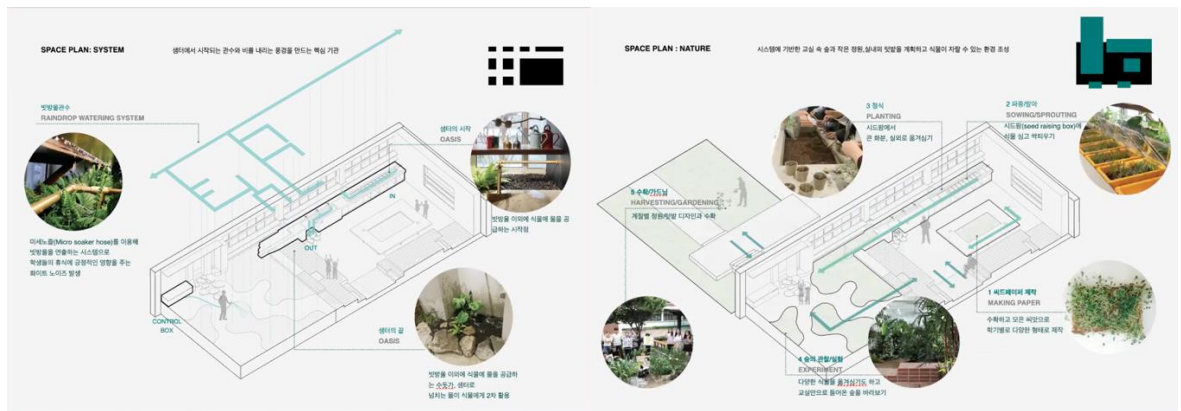 SPACE PLAN: SYSTEM
샘터에서 시작되는 관수와 비를 내리는 풍경을 만드는 핵심 기관
빗방울관수
RAINDROP WATERING SYSTEM
샘터의 시작
OASIS
IN
OUT
빗방울 이외에 식물에 물을 공
급하는 시작점
미세노즐(Micro soaker hose)를 이용해
빗방울을 연출하는 시스템으로
학생들의 휴식에 긍정적인 영향을 주는
화이트 노이즈 발생
CONTROL
BOX
샘터의 끝
OASIS
빗방울 이외에 식물에 물을 공급하
는 수돗가, 샘터로
넘치는 물이 식물에게 2차 활용
SPACE PLAN : NATURE
시스템에 기반한 교실 속 숲과 작은 정원,실내의 텃밭을 계획하고 식물이 자랄 수 있는 환경 조성
3 정식
PLANTING
시드팜에서
큰 화분, 실외로 옮겨심기
2 파종/발아
SOWING/SPROUTING
시드팜(seed raising box)에
식물 심고 싹틔우기
5 수확/가드닝
HARVESTING/GARDENING
계절별 정원/텃밭 디자인과 수확
1 씨드페이퍼 제작
MAKING PAPER
수확하고 모은 씨앗으로
학기별로 다양한 형태로 제작
4 숲의 관찰/실험
EXPERIMENT
다양한 식물을 옮겨심기도 하고
교실안으로 들어온 숲을 바라보기